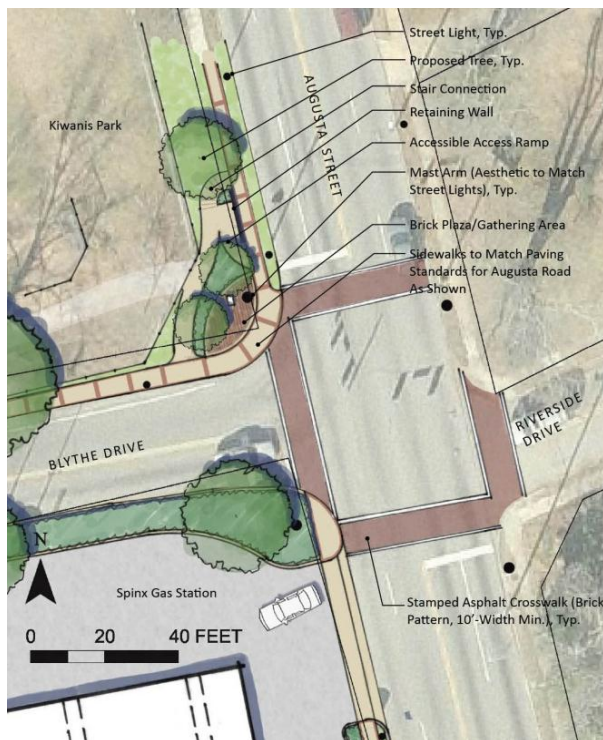 Street Light, Typ.
Proposed Tree, Typ.
Stair Connection
Retaining Wall
Accessible Access Ramp
Mast Arm (Aesthetic to Match
Street Lights), Typ.
Brick Plaza/Gathering Area
Sidewalks to Match Paving
Standards for Augusta Road
As Shown
Kiwanis Park
AUGUSTA STREET
BLYTHE DRIVE
RIVERSIDE
DRIVE
N
Spinx Gas Station
0 20 40 FEET
Stamped Asphalt Crosswalk (Brick
Pattern, 10'-Width Min.), Typ.